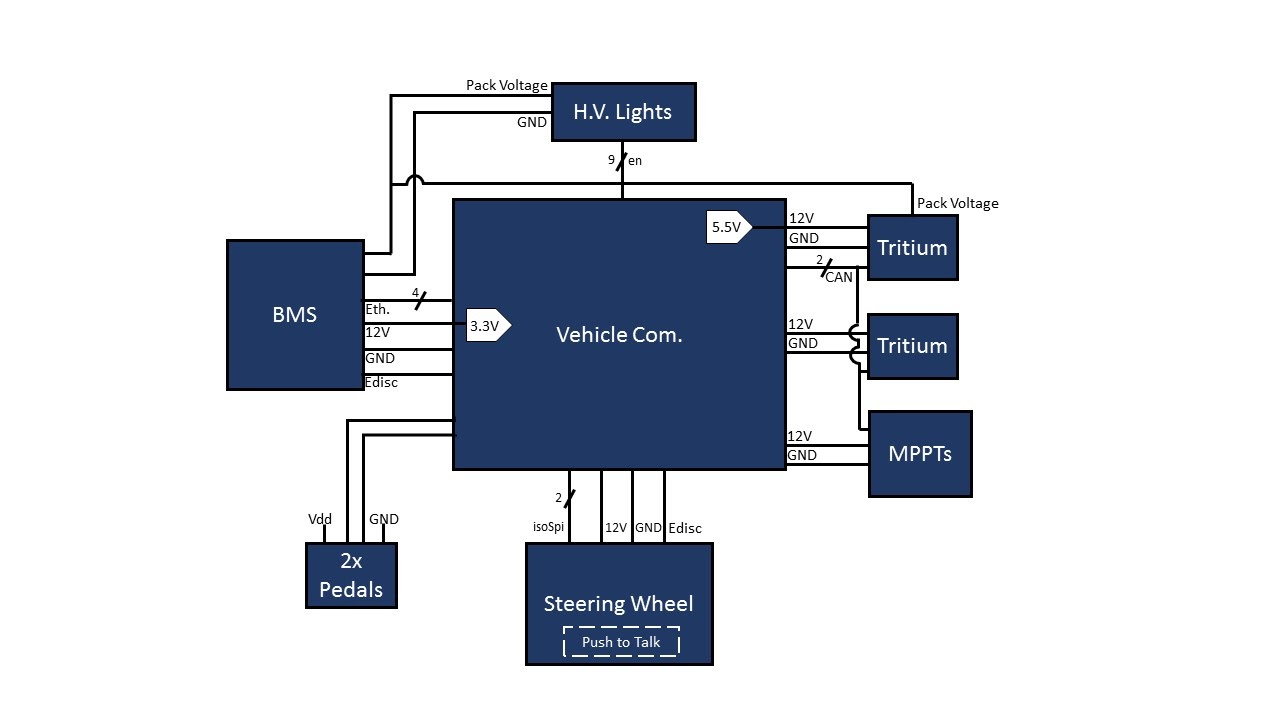 Pack Voltage
H.V. Lights
GND
9
en
Pack Voltage
5.5V
12V
GND
Tritium
2
CAN
BMS
4
Eth.
12V
3.3V
GND
Edisc
Vehicle Com.
12V
GND
Tritium
12V
GND
MPPTs
2
isoSpi
12V
GND
Edisc
Vdd
GND
2x
Pedals
Steering Wheel
Push to Talk